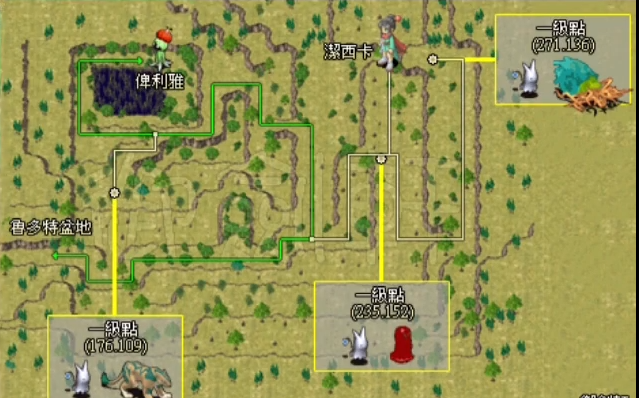 一級點
(271.136)
潔西卡
俾利雅
魯多特盆地
一級點
(235.152)
一級點
(176.109)